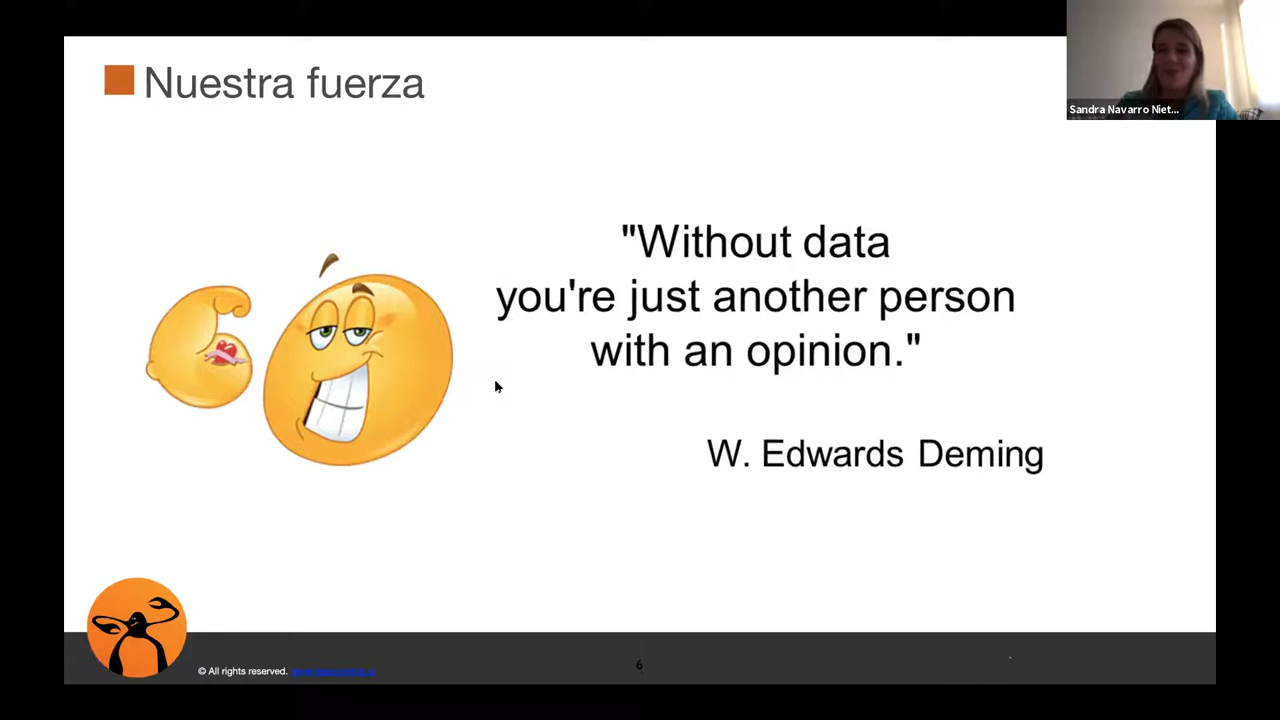 Nuestra fuerza
Sandra Navarro Niet...
"Without data
you're just another person
with an opinion."
W. Edwards Deming
© All rights reserved.
6